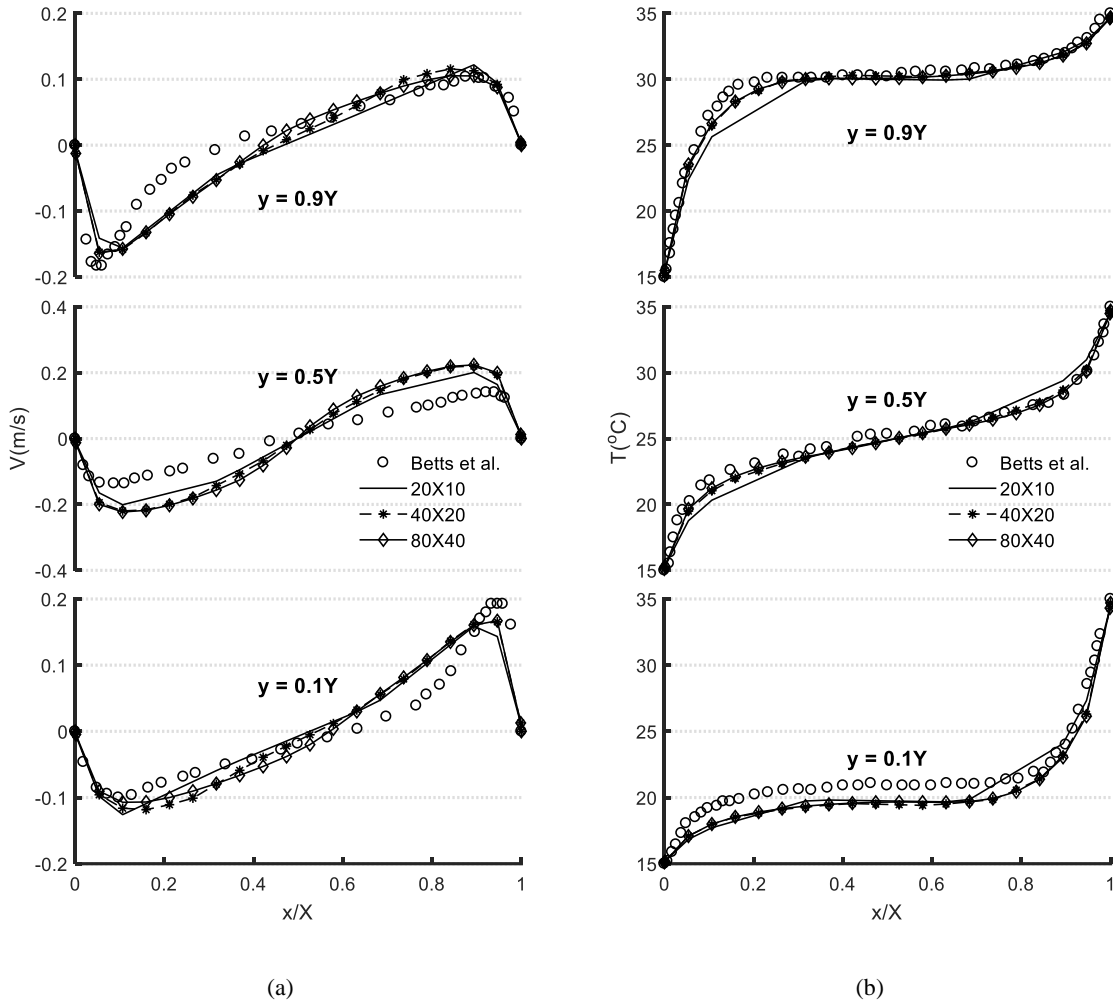 0.2
0.1
0
-0.1
-0.2
y = 0.9Y
0.4
0.2
0
-0.2
-0.4
V(m/s)
y = 0.5Y
Betts et al.
20X10
40X20
80X40
0.2
0.1
0
-0.1
-0.2
y = 0.1Y
0 0.2 0.4 0.6 0.8 1
x/X
(a)
35
30
25
20
15
y = 0.9Y
35
30
25
20
15
T(°C)
y = 0.5Y
Betts et al.
20X10
40X20
80X40
35
30
25
20
15
y = 0.1Y
0 0.2 0.4 0.6 0.8 1
x/X
(b)